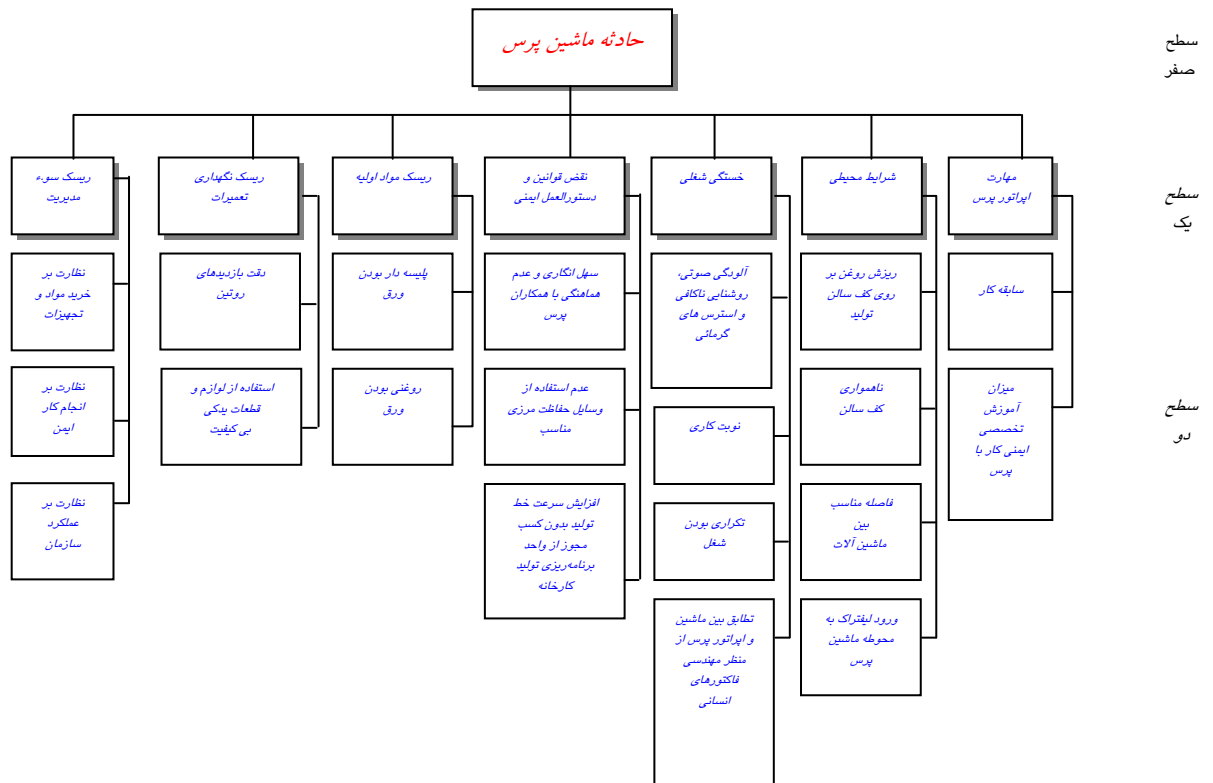 حادثه ماشین پرس
سطح
صفر
مهارت
اپراتور پرس
شرایط محیطی
خستگی شغلی
نقض قوانین و
دستورالعمل ایمنی
ریسک مواد اولیه
ریسک نگهداری
تعمیرات
ریسک سوء
مدیریت
سطح
یک
سابقه کار
میزان
آموزش
تخصصی
ایمنی کار با
پرس
ریزش روغن بر
روی کف سالن
تولید
ناهمواری
کف سالن
فاصله مناسب
بین
ماشین آلات
ورود لیفتراک به
محوطه ماشین
پرس
آلودگی صوتی،
روشنایی ناکافی
و استرس های
گرمائی
نوبت کاری
تکراری بودن
شغل
تطابق بین ماشین
و اپراتور پرس از
منظر مهندسی
فاکتورهای
انسانی
سهل انگاری و عدم
هماهنگی با همکاران
پرس
عدم استفاده از
وسایل حفاظت مرزی
مناسب
افزایش سرعت خط
تولید بدون کسب
مجوز از واحد
برنامه‌ریزی تولید
کارخانه
پلیسه دار بودن
ورق
روغنی بودن
ورق
دقت بازدیدهای
روتین
استفاده از لوازم و
قطعات یدکی
بی کیفیت
نظارت بر
خرید مواد و
تجهیزات
نظارت بر
انجام کار
ایمن
نظارت بر
عملکرد
سازمان
سطح
دو